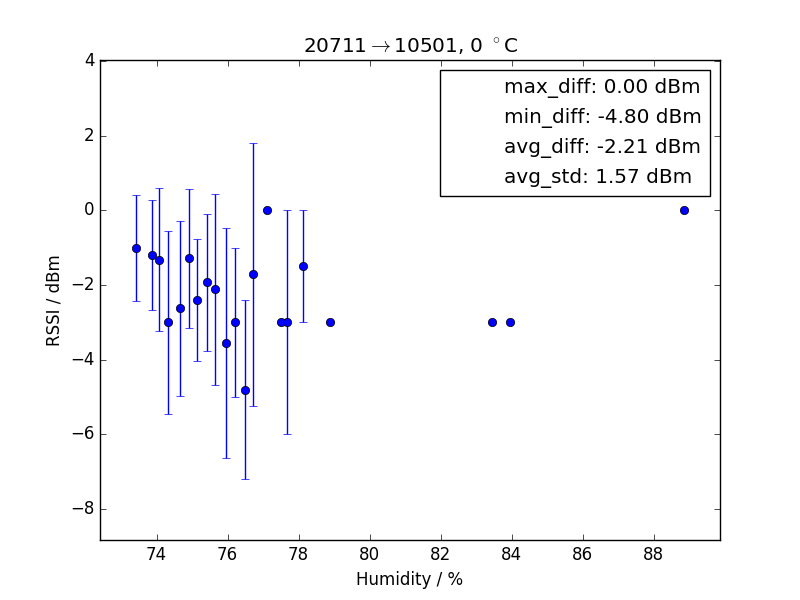 20711→10501, 0 °C
max_diff: 0.00 dBm
min_diff: -4.80 dBm
avg_diff: -2.21 dBm
avg_std: 1.57 dBm
RSSI / dBm
4
2
0
−2
−4
−6
−8
74 76 78 80 82 84 86 88
Humidity / %